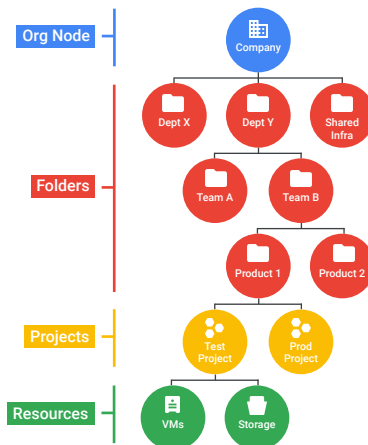 Org Node
Company
Dept X
Dept Y
Shared
Infra
Folders
Team A
Team B
Product 1
Product 2
Projects
Test
Project
Prod
Project
Resources
VMs
Storage